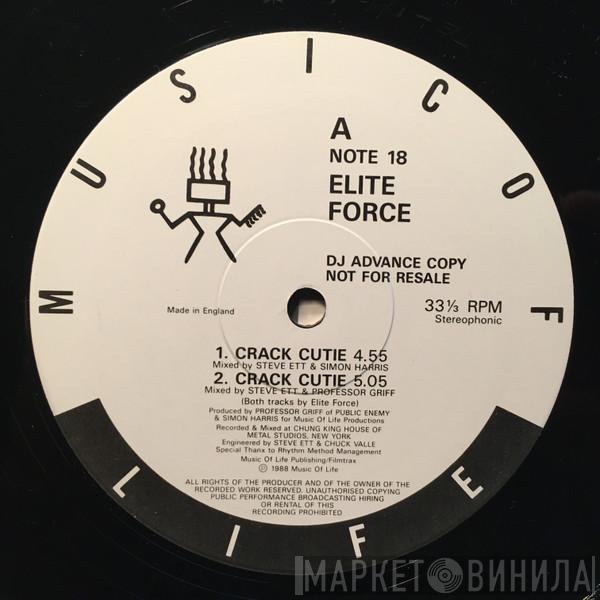 MUSIC OF
LIFE
A
NOTE 18
ELITE
FORCE
DJ ADVANCE COPY
NOT FOR RESALE
Made in England
33⅓ RPM
Stereophonic
1. CRACK CUTIE 4.55
Mixed by STEVE ETT & SIMON HARRIS
2. CRACK CUTIE 5.05
Mixed by STEVE ETT & PROFESSOR GRIFF
(Both tracks by Elite Force)
Produced by PROFESSOR GRIFF of PUBLIC ENEMY
& SIMON HARRIS for Music Of Life Productions
Recorded & Mixed at CHUNG KING HOUSE OF
METAL STUDIOS, NEW YORK
Engineered by STEVE ETT & CHUCK VALLE
Special Thanx to Rhythm Method Management
Music Of Life Publishing/Filmtrax
℗ 1988 Music Of Life
ALL RIGHTS OF THE PRODUCER AND OF THE OWNER OF THE
RECORDED WORK RESERVED. UNAUTHORISED COPYING
PUBLIC PERFORMANCE BROADCASTING HIRING
OR RENTAL OF THIS
RECORDING PROHIBITED
МАРКЕТ ВИНИЛА